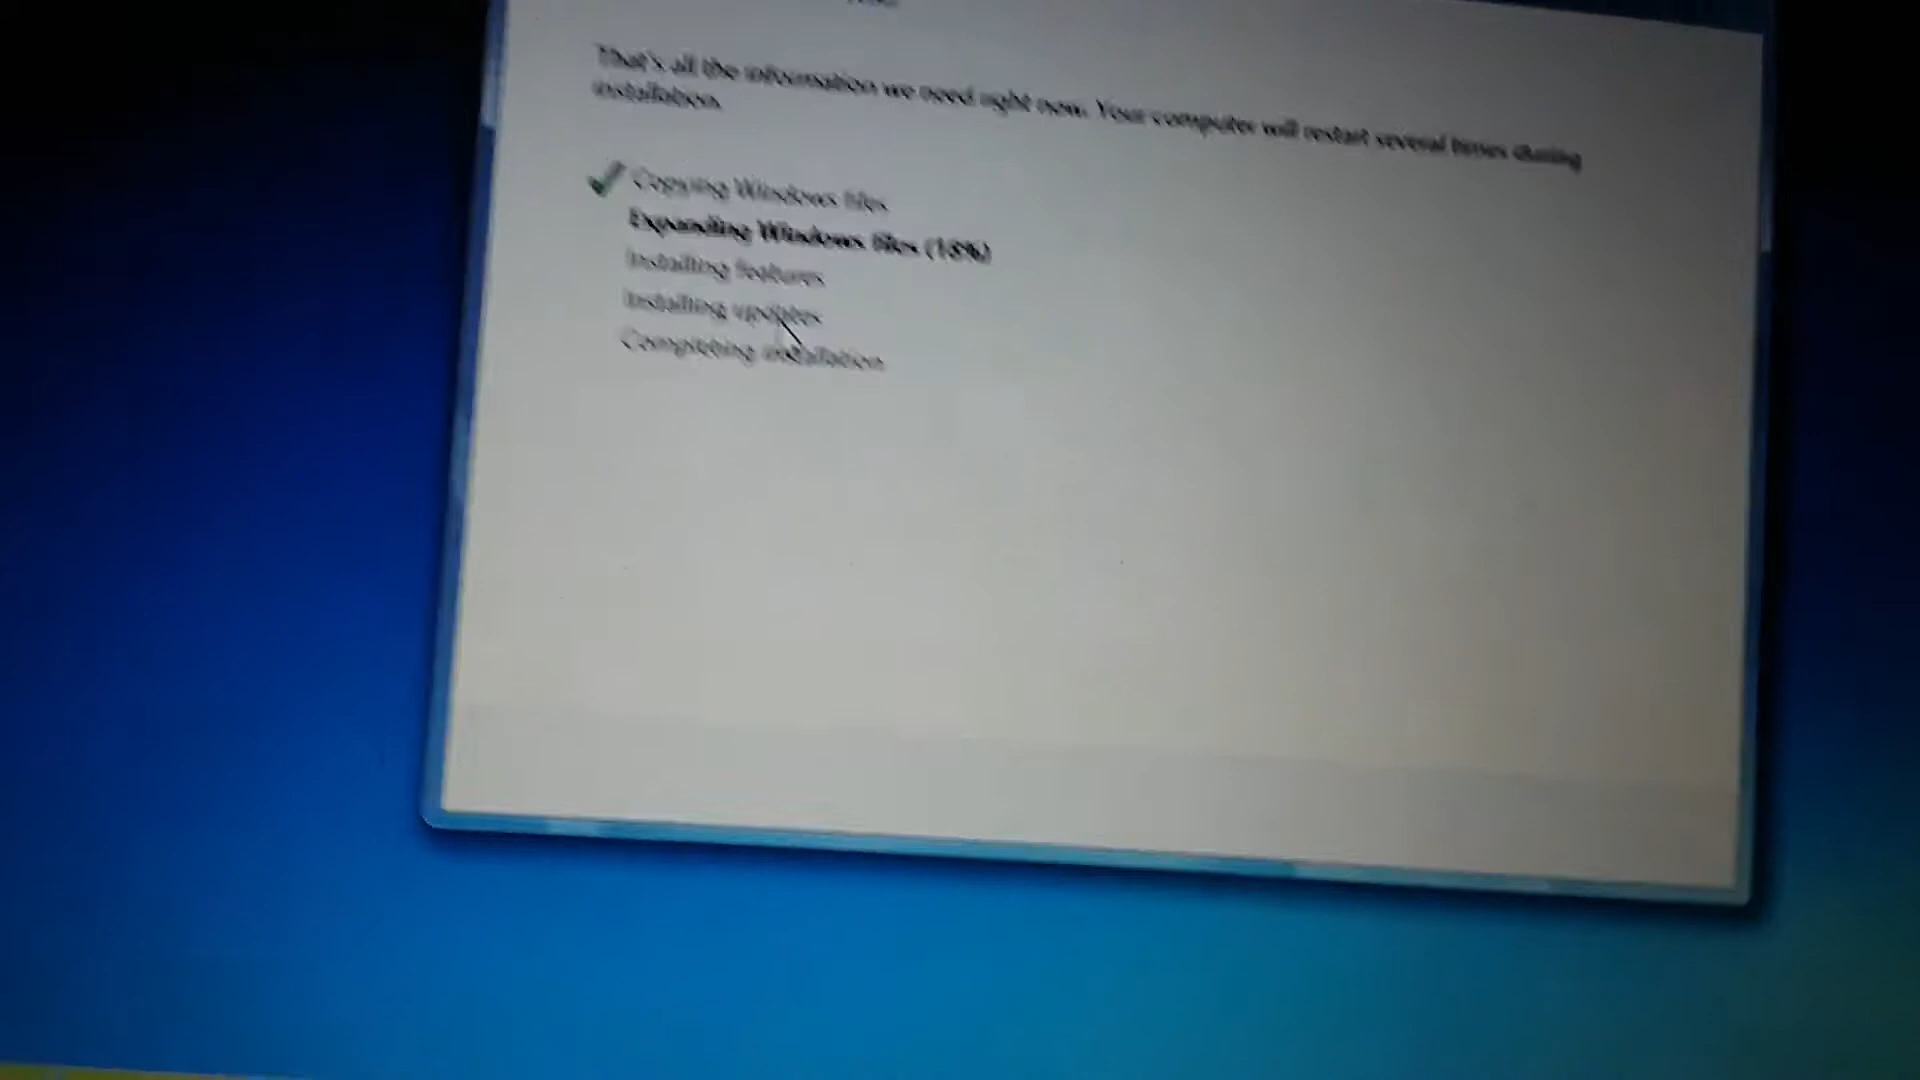 That's all the information we need right now. Your computer will restart several times during
installation.
Copying Windows files
Expanding Windows files (18%)
Installing features
Installing updates
Completing installation